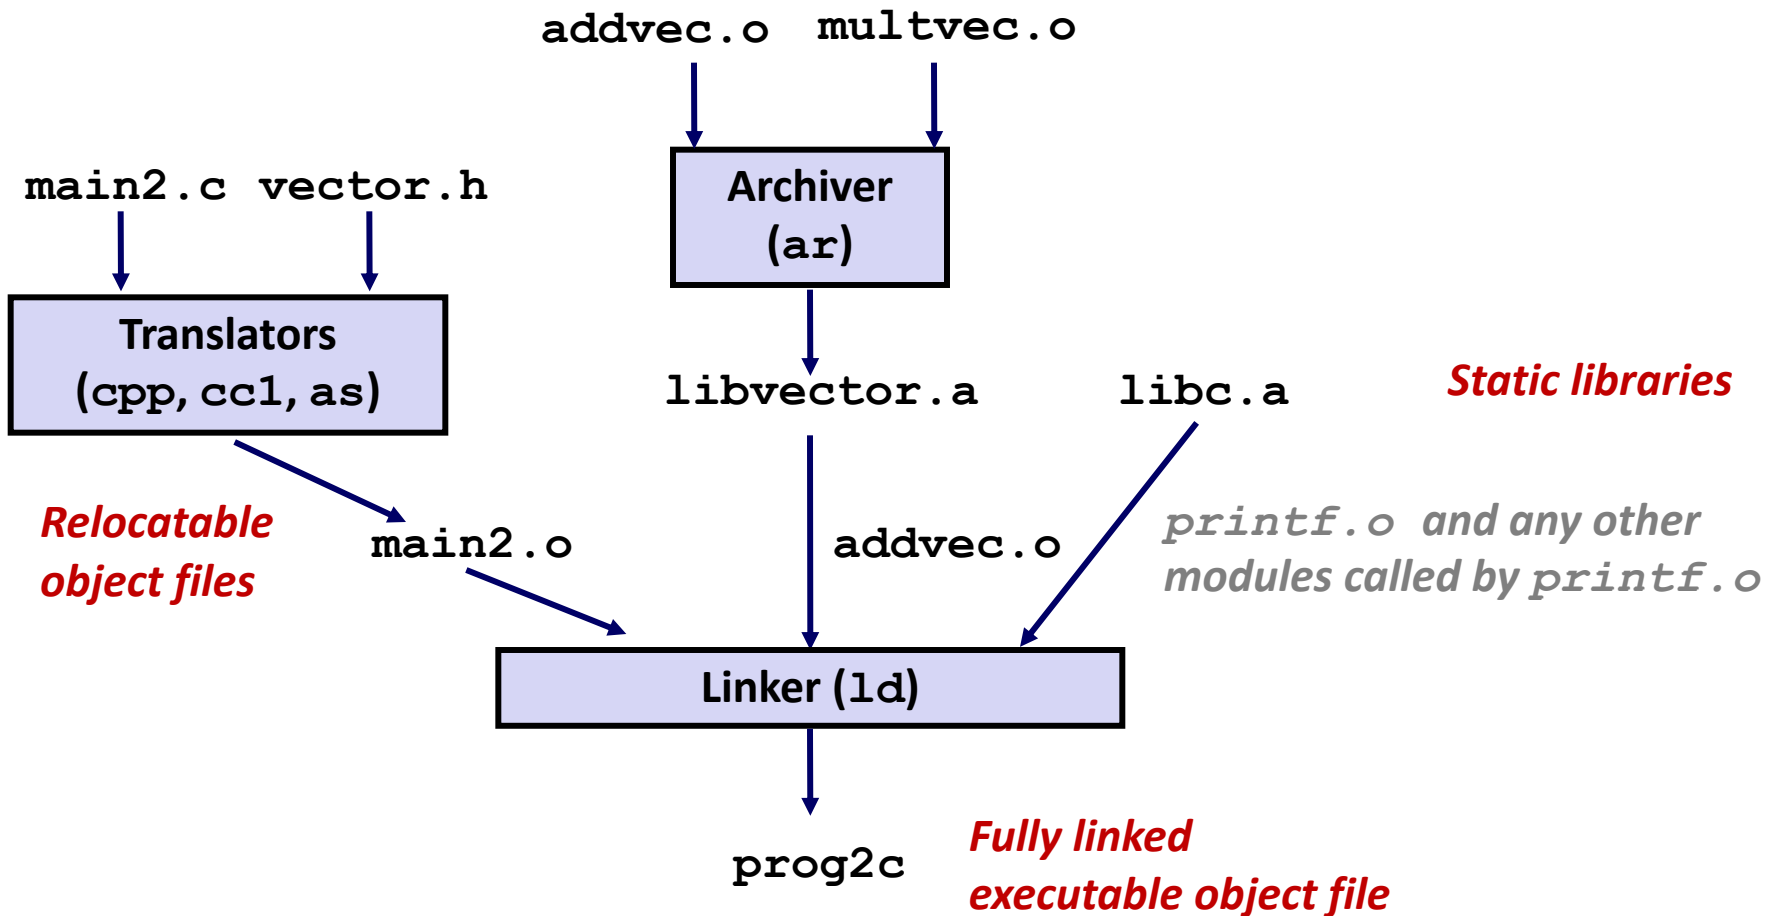 addvec.o multvec.o
main2.c vector.h
Archiver
(ar)
Translators
(cpp, cc1, as)
libvector.a libc.a Static libraries
Relocatable
object files
main2.o addvec.o
printf.o and any other
modules called by printf.o
Linker (ld)
prog2c
Fully linked
executable object file